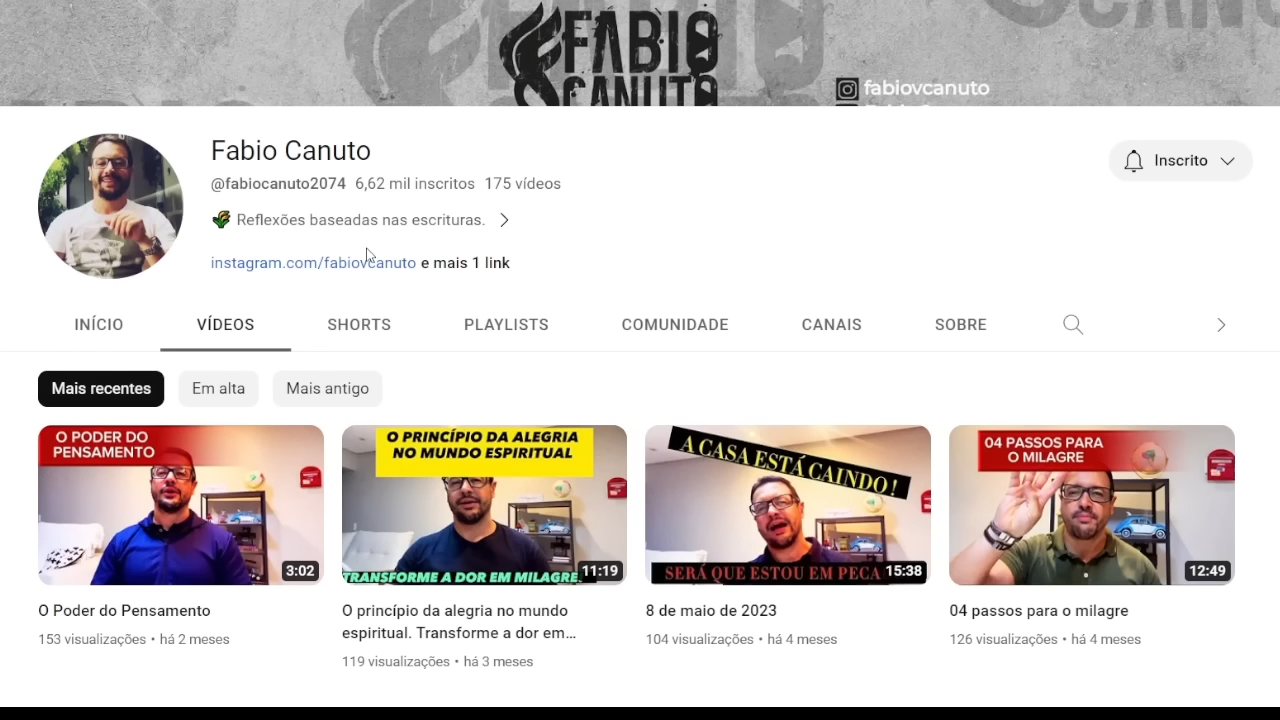 FABIO
CANUTO
fabiovcanuto
Fabio Canuto
@fabiocanuto2074 6,62 mil inscritos 175 vídeos
Inscrito
Reflexões baseadas nas escrituras.
instagram.com/fabiovcanuto e mais 1 link
INÍCIO VÍDEOS SHORTS PLAYLISTS COMUNIDADE CANAIS SOBRE
Mais recentes Em alta Mais antigo
O PODER DO
PENSAMENTO
3:02
O PRINCÍPIO DA ALEGRIA
NO MUNDO ESPIRITUAL
TRANSFORME A DOR EM MILAGRE
11:19
A CASA ESTÁ CAINDO!
SERÁ QUE ESTOU EM PECA
15:38
04 PASSOS PARA
O MILAGRE
12:49
O Poder do Pensamento
153 visualizações • há 2 meses
O princípio da alegria no mundo
espiritual. Transforme a dor em...
119 visualizações • há 3 meses
8 de maio de 2023
104 visualizações • há 4 meses
04 passos para o milagre
126 visualizações • há 4 meses